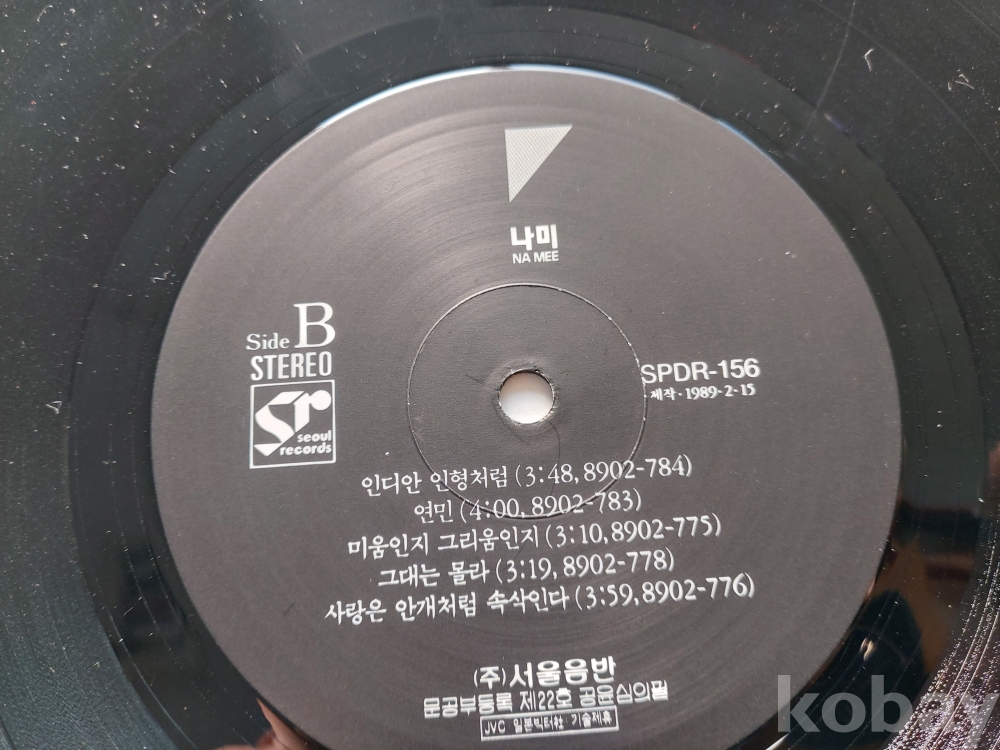 나미
NA MEE
Side B
STEREO
Sr
seoul
records
SPDR-156
제작·1989-2-15
인디안 인형처럼 (3:48, 8902-784)
연민 (4:00, 8902-783)
미움인지 그리움인지 (3:10, 8902-775)
그대는 몰라 (3:19, 8902-778)
사랑은 안개처럼 속삭인다 (3:59, 8902-776)
(주)서울음반
문공부등록 제22호 공윤심의필
JVC 일본빅터社 기술제휴
kobay